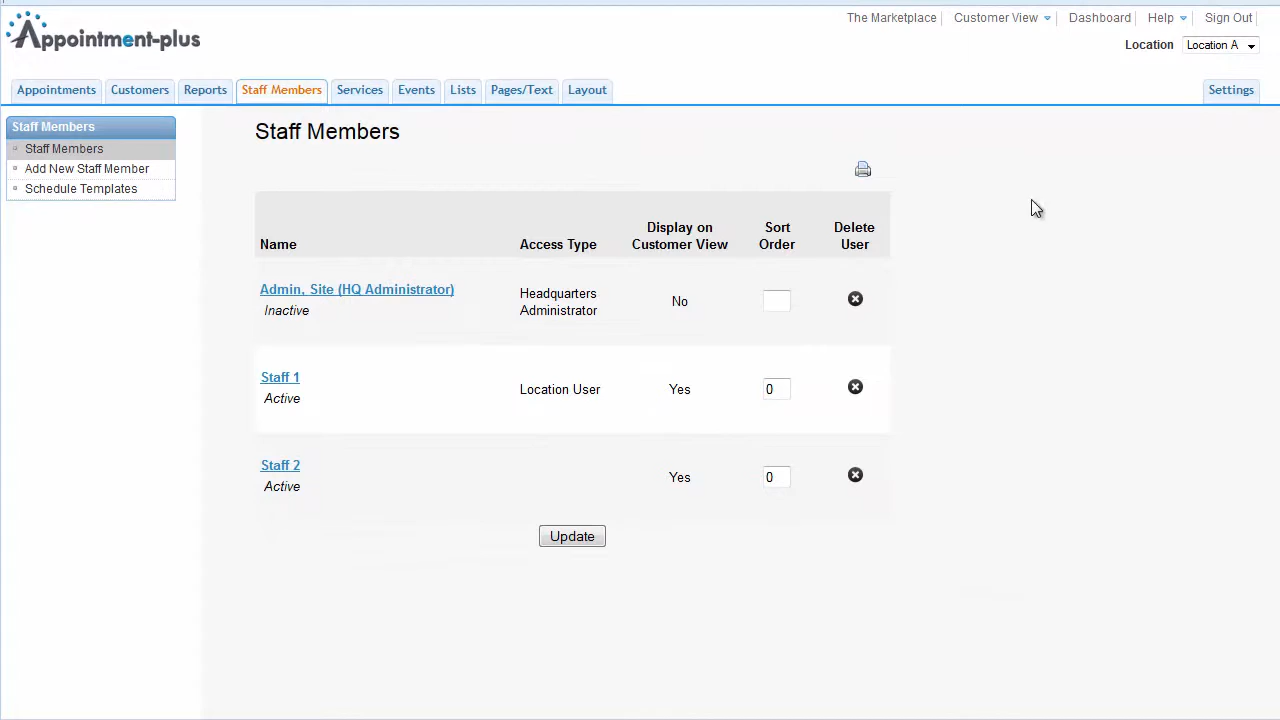 The Marketplace Customer View Dashboard Help Sign Out
Appointment-plus
Location Location A
Appointments Customers Reports Staff Members Services Events Lists Pages/Text Layout Settings
Staff Members
Staff Members
Add New Staff Member
Schedule Templates
Staff Members
Name Access Type Display on Customer View Sort Order Delete User
Admin, Site (HQ Administrator)
Inactive
Headquarters
Administrator
No
Staff 1
Active
Location User
Yes
0
Staff 2
Active
Yes
0
Update